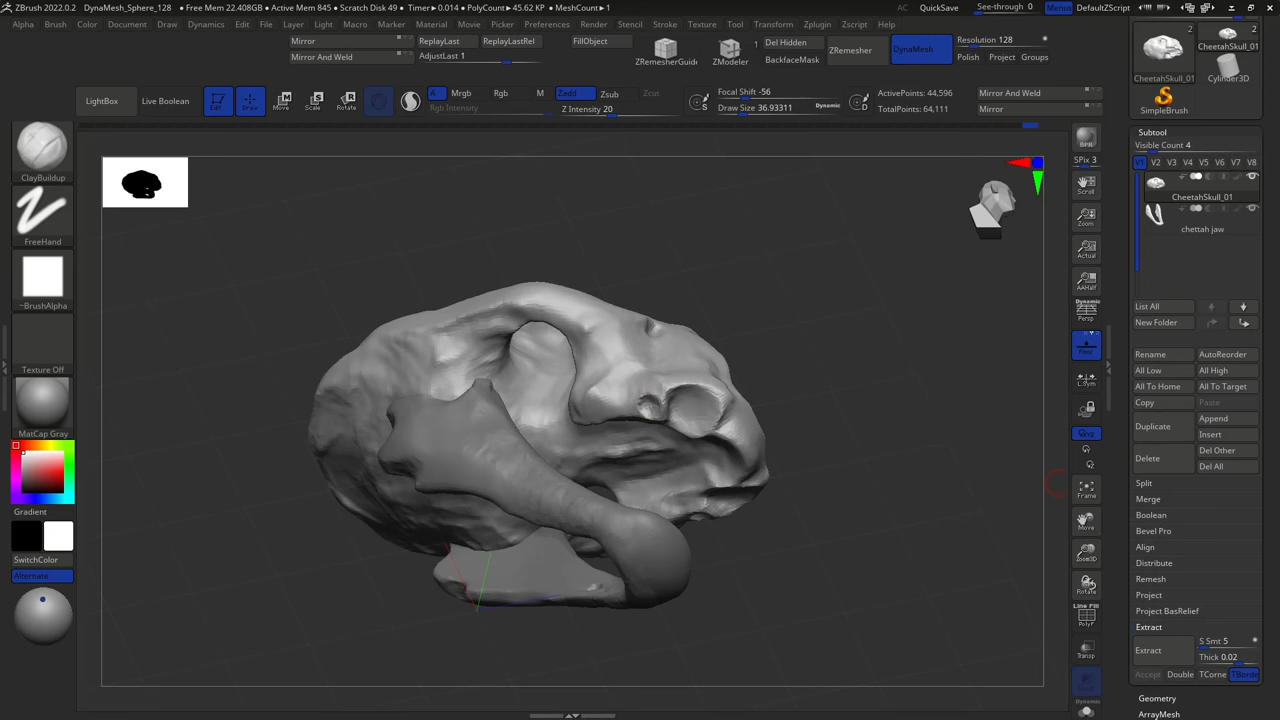 ZBrush 2022.0.2 DynaMesh_Sphere_128 • Free Mem 22.408GB • Active Mem 845 • Scratch Disk 49 • Timer▸0.014 • PolyCount▸45.62 KP • MeshCount▸1 AC QuickSave See-through 0 Menus DefaultZScript
Alpha Brush Color Document Draw Dynamics Edit File Layer Light Macro Marker Material Movie Picker Preferences Render Stencil Stroke Texture Tool Transform Zplugin Zscript Help
Mirror ReplayLast ReplayLastRel FillObject 1 Del Hidden ZRemesher DynaMesh Resolution 128
Mirror And Weld AdjustLast 1 ZRemesherGuide ZModeler BackfaceMask Polish Project Groups
LightBox Live Boolean Edit Draw Move Scale Rotate A Mrgb Rgb M Zadd Zsub Zcut Focal Shift -56 ActivePoints: 44,596 Mirror And Weld
Rgb Intensity Z Intensity 20 S Draw Size 36.93311 Dynamic D TotalPoints: 64,111 Mirror
2 2
CheetahSkull_01 CheetahSkull_01
Cylinder3D
SimpleBrush
ClayBuildup
FreeHand
~BrushAlpha
Texture Off
MatCap Gray
Gradient
SwitchColor
Alternate
BPR
SPix 3
Scroll
Zoom
Actual
AAHalf
Dynamic
Persp
Floor
L.Sym
Frame
Move
Zoom3D
Rotate
Line Fill
PolyF
Transp
Dynamic
Subtool
Visible Count 4
V1 V2 V3 V4 V5 V6 V7 V8
CheetahSkull_01
chettah jaw
List All
New Folder
Rename AutoReorder
All Low All High
All To Home All To Target
Copy Paste
Duplicate Append
Insert
Delete Del Other
Del All
Split
Merge
Boolean
Bevel Pro
Align
Distribute
Remesh
Project
Project BasRelief
Extract
Extract S Smt 5
Thick 0.02
Accept Double TCorne TBorde
Geometry
ArrayMesh